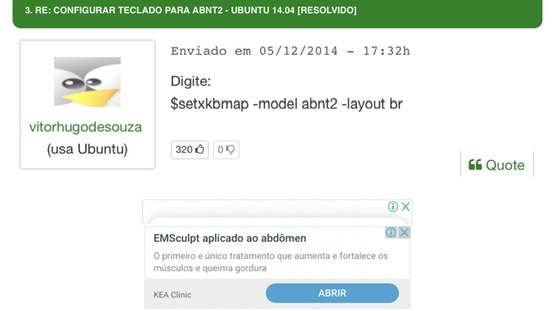 3. RE: CONFIGURAR TECLADO PARA ABNT2 - UBUNTU 14.04 [RESOLVIDO]
Enviado em 05/12/2014 - 17:32h
Digite:
$setxkbmap -model abnt2 -layout br
vitorhugodesouza
(usa Ubuntu)
320
0
Quote
EMSculpt aplicado ao abdômen
O primeiro e único tratamento que aumenta e fortalece os
músculos e queima gordura
KEA Clinic
ABRIR